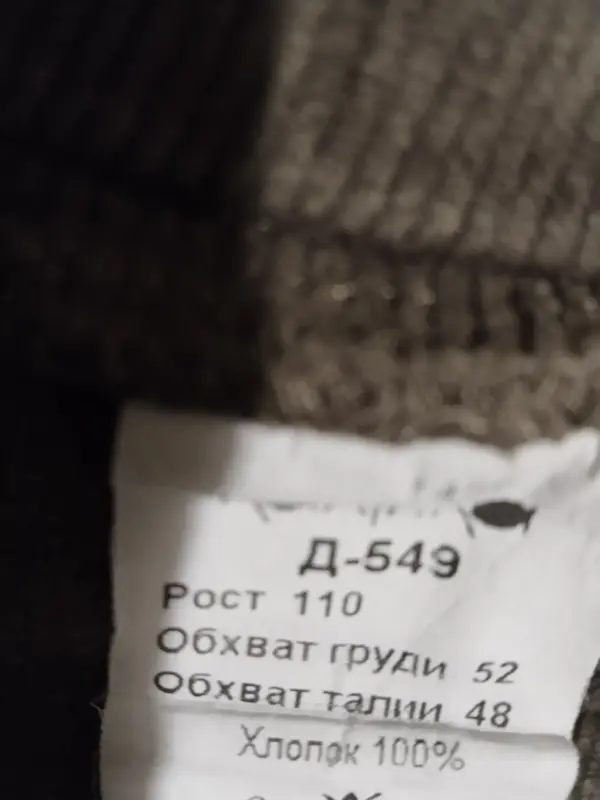 Д-549
Рост 110
Обхват груди 52
Обхват талии 48
Хлопок 100%